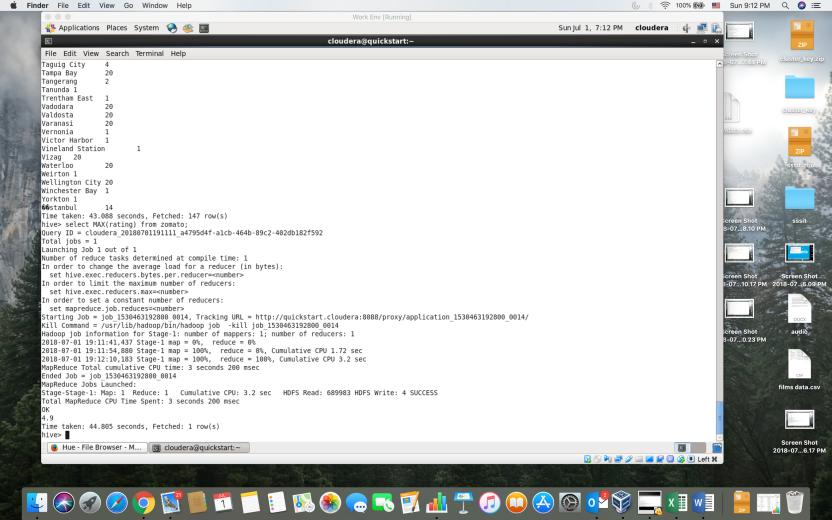 Finder File Edit View Go Window Help
100% Sun 9:12 PM
Work Env [Running]
Applications Places System
Sun Jul 1, 7:12 PM cloudera
cloudera@quickstart:~
File Edit View Search Terminal Help
Taguig City 4
Tampa Bay 20
Tangerang 2
Tanunda 1
Trentham East 1
Vadodara 20
Valdosta 20
Varanasi 20
Vernonia 1
Victor Harbor 1
Vineland Station 1
Vizag 20
Waterloo 20
Weirton 1
Wellington City 20
Winchester Bay 1
Yorkton 1
��stanbul 14
Time taken: 43.088 seconds, Fetched: 147 row(s)
hive> select MAX(rating) from zomato;
Query ID = cloudera_20180701191111_a4795d4f-a1cb-464b-89c2-402db182f592
Total jobs = 1
Launching Job 1 out of 1
Number of reduce tasks determined at compile time: 1
In order to change the average load for a reducer (in bytes):
set hive.exec.reducers.bytes.per.reducer=<number>
In order to limit the maximum number of reducers:
set hive.exec.reducers.max=<number>
In order to set a constant number of reducers:
set mapreduce.job.reduces=<number>
Starting Job = job_1530463192800_0014, Tracking URL = http://quickstart.cloudera:8088/proxy/application_1530463192800_0014/
Kill Command = /usr/lib/hadoop/bin/hadoop job -kill job_1530463192800_0014
Hadoop job information for Stage-1: number of mappers: 1; number of reducers: 1
2018-07-01 19:11:41,437 Stage-1 map = 0%, reduce = 0%
2018-07-01 19:11:54,880 Stage-1 map = 100%, reduce = 0%, Cumulative CPU 1.72 sec
2018-07-01 19:12:10,183 Stage-1 map = 100%, reduce = 100%, Cumulative CPU 3.2 sec
MapReduce Total cumulative CPU time: 3 seconds 200 msec
Ended Job = job_1530463192800_0014
MapReduce Jobs Launched:
Stage-Stage-1: Map: 1 Reduce: 1 Cumulative CPU: 3.2 sec HDFS Read: 689983 HDFS Write: 4 SUCCESS
Total MapReduce CPU Time Spent: 3 seconds 200 msec
OK
4.9
Time taken: 44.805 seconds, Fetched: 1 row(s)
hive>
Hue - File Browser - M... cloudera@quickstart:~
Left ⌘
cluster_key.zip
ZIP
sssit
Screen Shot
8-07...8.10 PM
Screen Shot
8-07...10.17 PM
Screen Shot
2018-07...6.09 PM
Screen Shot
8-07...0.23 PM
DOCX
audio
films data.csv
Screen Shot
2018-07...6.17 PM